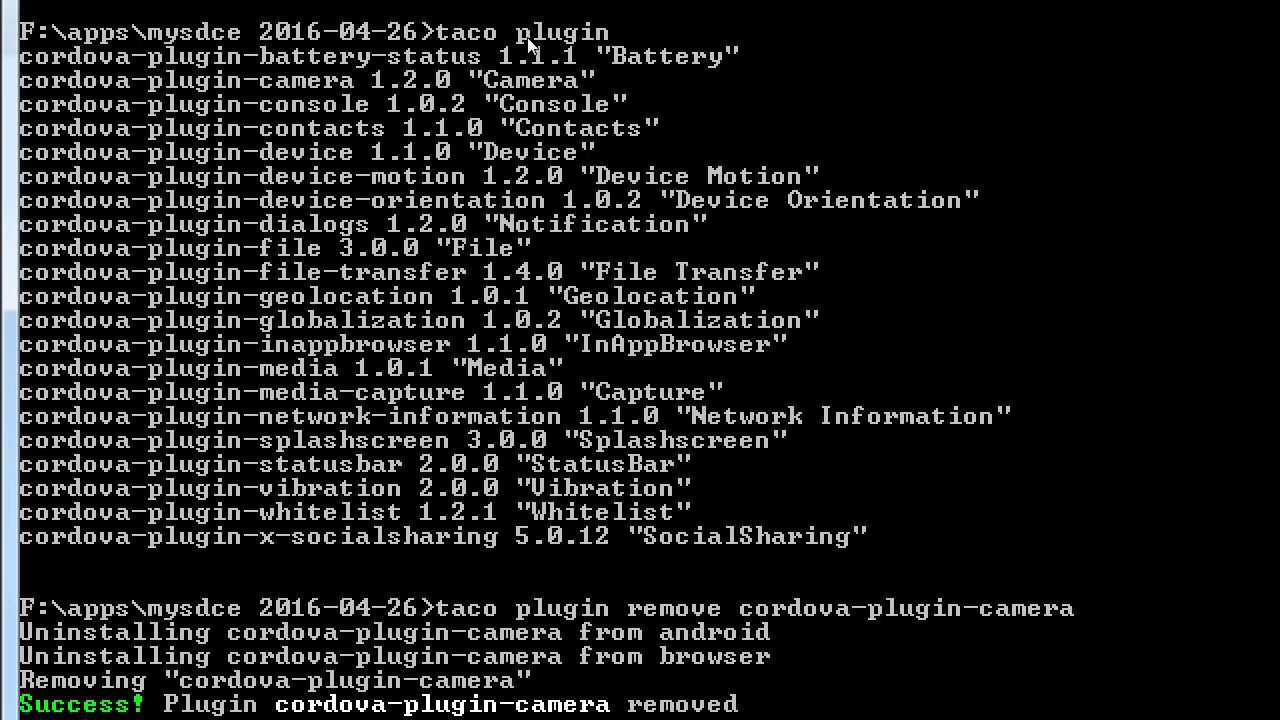 F:\apps\mysdce 2016-04-26>taco plugin
cordova-plugin-battery-status 1.1.1 "Battery"
cordova-plugin-camera 1.2.0 "Camera"
cordova-plugin-console 1.0.2 "Console"
cordova-plugin-contacts 1.1.0 "Contacts"
cordova-plugin-device 1.1.0 "Device"
cordova-plugin-device-motion 1.2.0 "Device Motion"
cordova-plugin-device-orientation 1.0.2 "Device Orientation"
cordova-plugin-dialogs 1.2.0 "Notification"
cordova-plugin-file 3.0.0 "File"
cordova-plugin-file-transfer 1.4.0 "File Transfer"
cordova-plugin-geolocation 1.0.1 "Geolocation"
cordova-plugin-globalization 1.0.2 "Globalization"
cordova-plugin-inappbrowser 1.1.0 "InAppBrowser"
cordova-plugin-media 1.0.1 "Media"
cordova-plugin-media-capture 1.1.0 "Capture"
cordova-plugin-network-information 1.1.0 "Network Information"
cordova-plugin-splashscreen 3.0.0 "Splashscreen"
cordova-plugin-statusbar 2.0.0 "StatusBar"
cordova-plugin-vibration 2.0.0 "Vibration"
cordova-plugin-whitelist 1.2.1 "Whitelist"
cordova-plugin-x-socialsharing 5.0.12 "SocialSharing"
F:\apps\mysdce 2016-04-26>taco plugin remove cordova-plugin-camera
Uninstalling cordova-plugin-camera from android
Uninstalling cordova-plugin-camera from browser
Removing "cordova-plugin-camera"
Success! Plugin cordova-plugin-camera removed